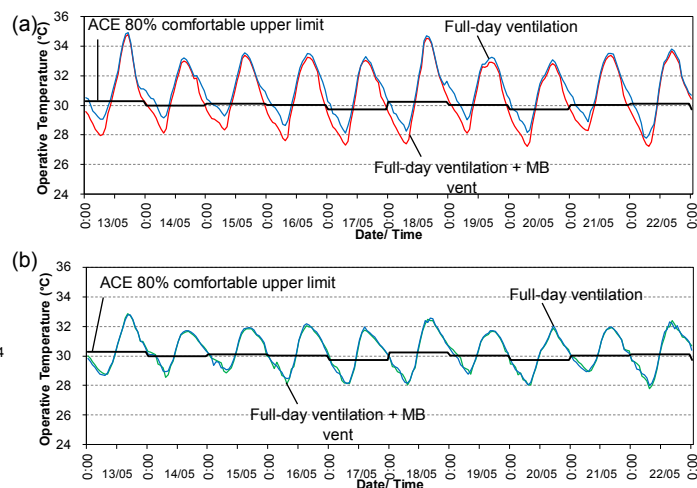 (a)
ACE 80% comfortable upper limit
Full-day ventilation
Operative Temperature (°C)
36
34
32
30
28
26
24
Full-day ventilation + MB
vent
0:00 0:00 0:00 0:00 0:00 0:00 0:00 0:00 0:00 0:00 0:00
13/05 14/05 15/05 16/05 17/05 18/05 19/05 20/05 21/05 22/05
Date/ Time
(b)
ACE 80% comfortable upper limit
Full-day ventilation
Operative Temperature (°C)
36
34
32
30
28
26
24
4
Full-day ventilation + MB
vent
0:00 0:00 0:00 0:00 0:00 0:00 0:00 0:00 0:00 0:00 0:00
13/05 14/05 15/05 16/05 17/05 18/05 19/05 20/05 21/05 22/05
Date/ Time